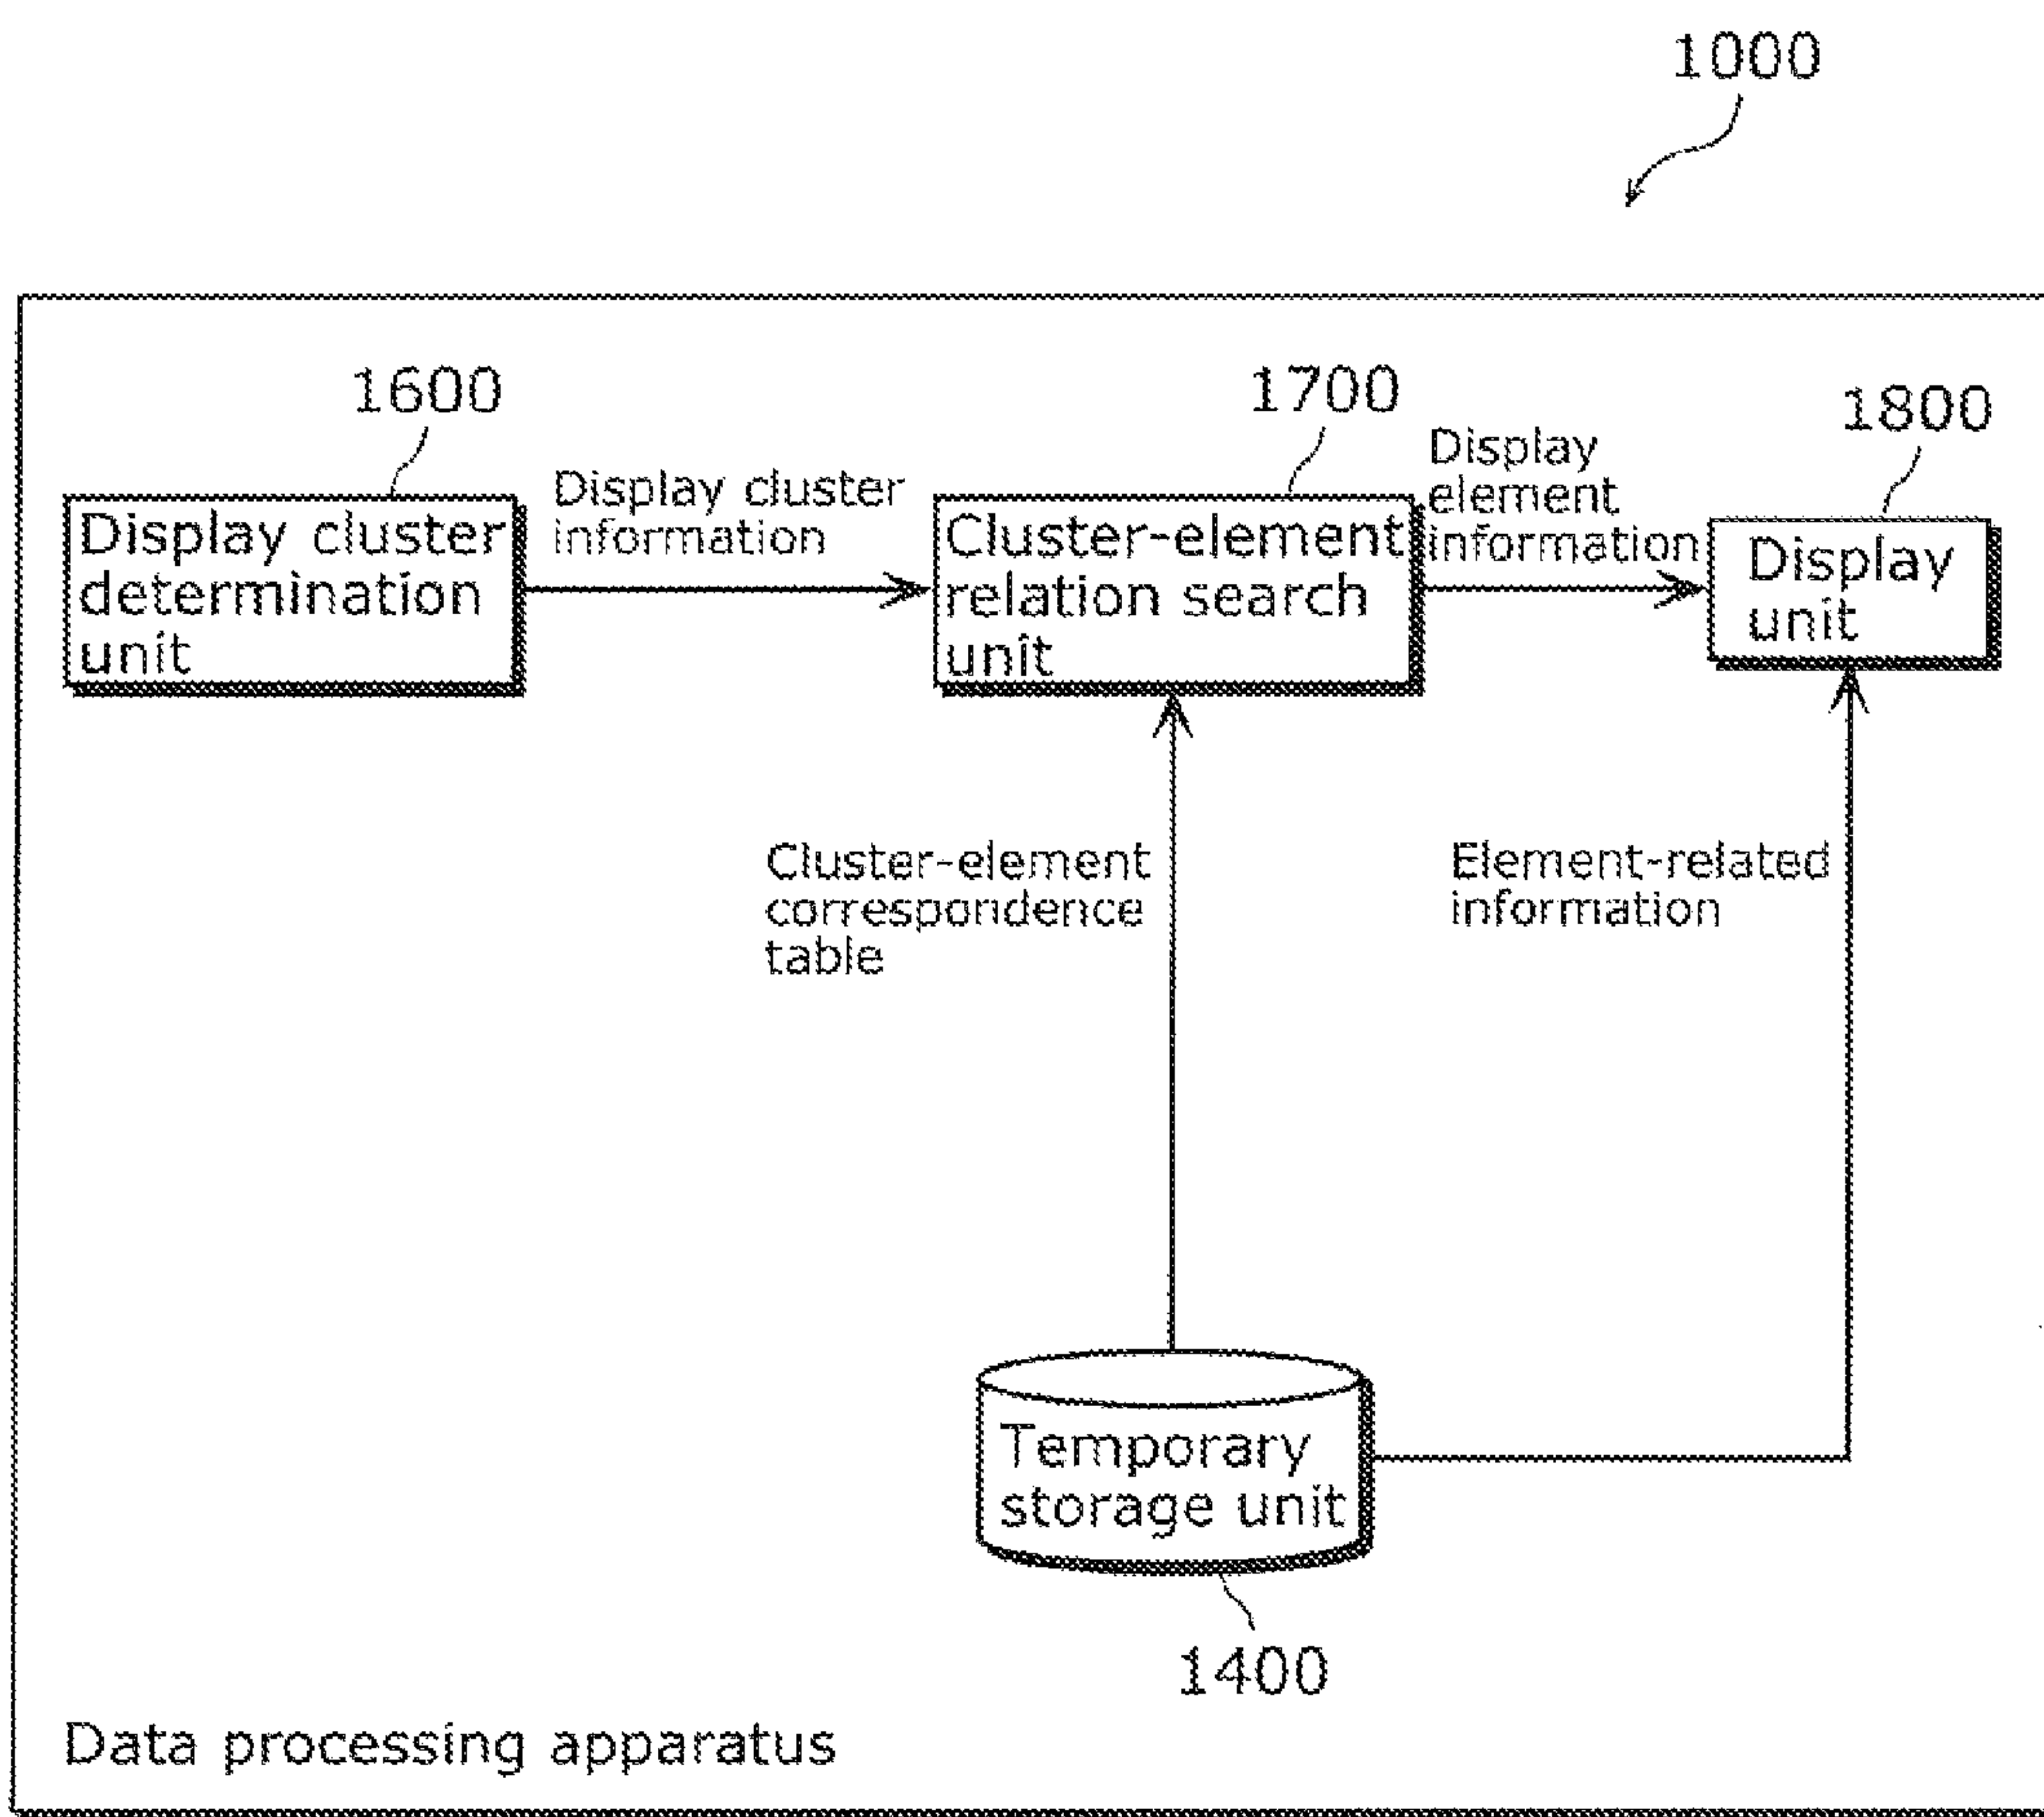 1000
1600
Display cluster
determination
unit
Display cluster
information
1700
Cluster-element
relation search
unit
Display
element
information
1800
Display
unit
Cluster-element
correspondence
table
Element-related
information
Temporary
storage unit
1400
Data processing apparatus